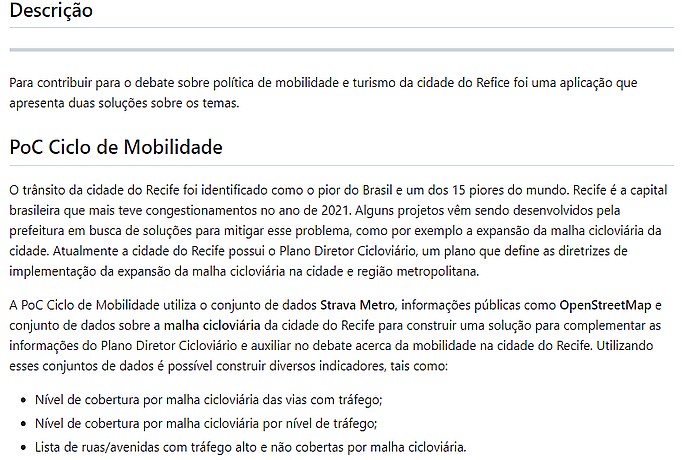 Descrição
Para contribuir para o debate sobre política de mobilidade e turismo da cidade do Refice foi uma aplicação que
apresenta duas soluções sobre os temas.
PoC Ciclo de Mobilidade
O trânsito da cidade do Recife foi identificado como o pior do Brasil e um dos 15 piores do mundo. Recife é a capital
brasileira que mais teve congestionamentos no ano de 2021. Alguns projetos vêm sendo desenvolvidos pela
prefeitura em busca de soluções para mitigar esse problema, como por exemplo a expansão da malha cicloviária da
cidade. Atualmente a cidade do Recife possui o Plano Diretor Cicloviário, um plano que define as diretrizes de
implementação da expansão da malha cicloviária na cidade e região metropolitana.
A PoC Ciclo de Mobilidade utiliza o conjunto de dados Strava Metro, informações públicas como OpenStreetMap e
conjunto de dados sobre a malha cicloviária da cidade do Recife para construir uma solução para complementar as
informações do Plano Diretor Cicloviário e auxiliar no debate acerca da mobilidade na cidade do Recife. Utilizando
esses conjuntos de dados é possível construir diversos indicadores, tais como:
• Nível de cobertura por malha cicloviária das vias com tráfego;
• Nível de cobertura por malha cicloviária por nível de tráfego;
• Lista de ruas/avenidas com tráfego alto e não cobertas por malha cicloviária.